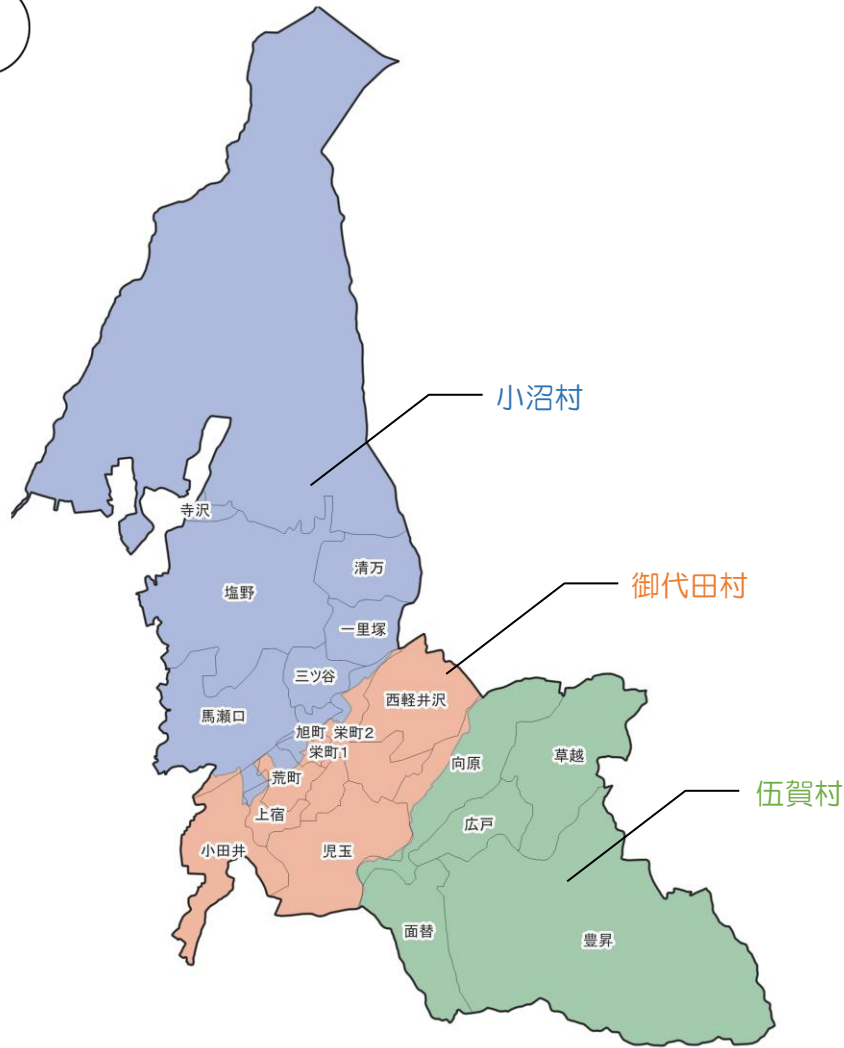 小沼村
寺沢
清万
御代田村
塩野
一里塚
三ツ谷
西軽井沢
馬瀬口
旭町
栄町2
栄町1
向原
草越
荒町
伍賀村
上宿
広戸
小田井
児玉
面替
豊昇